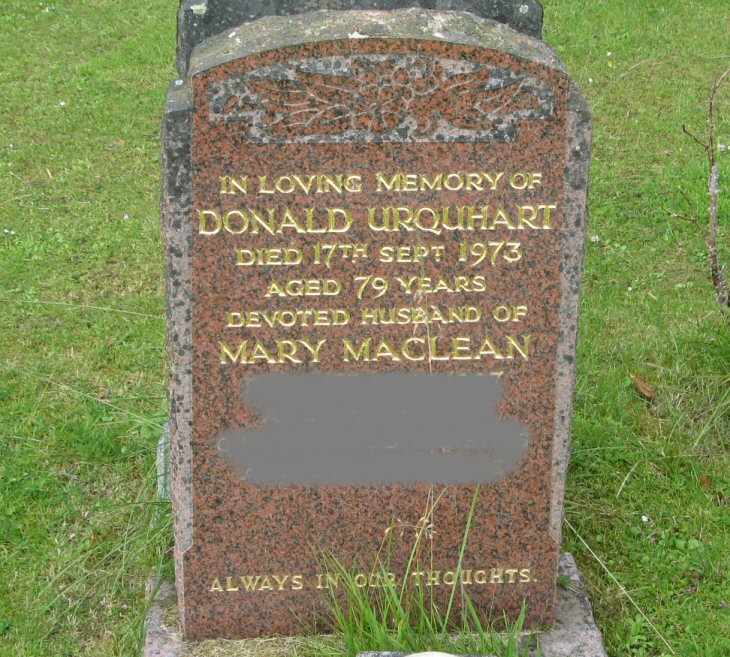 IN LOVING MEMORY OF
DONALD URQUHART
DIED 17TH SEPT 1973
AGED 79 YEARS
DEVOTED HUSBAND OF
MARY MACLEAN
ALWAYS IN OUR THOUGHTS.